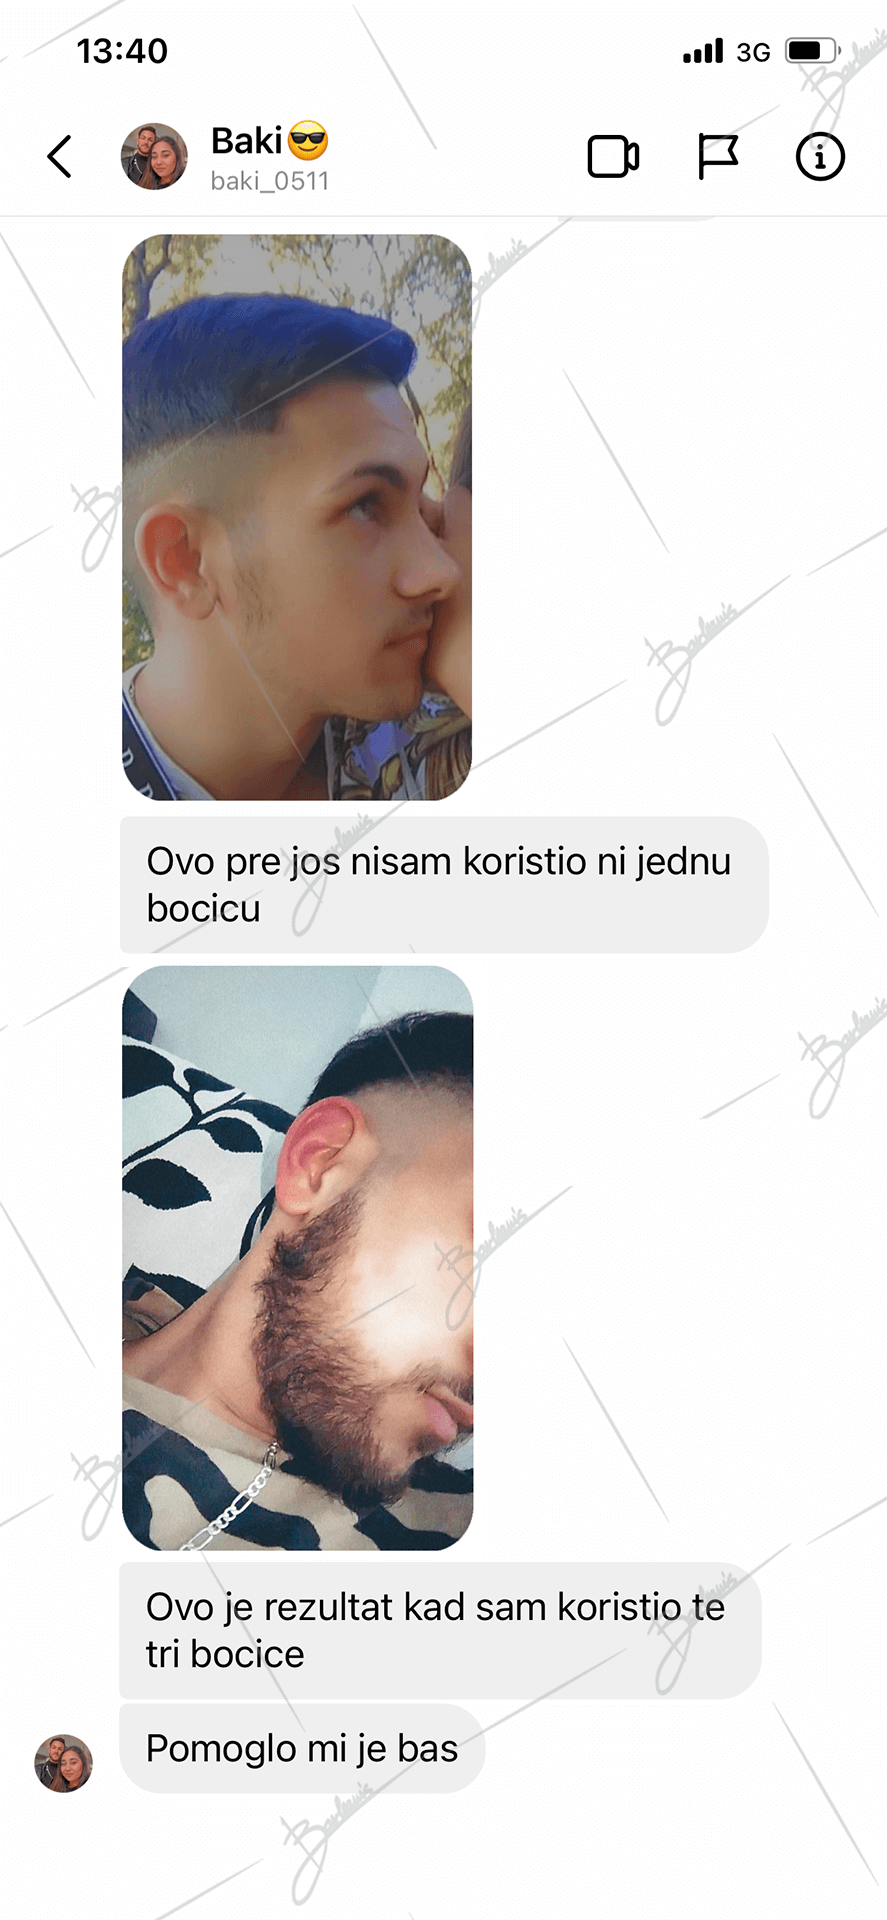 13:40
3G
Baki😎
baki_0511
Ovo pre jos nisam koristio ni jednu
bocicu
Ovo je rezultat kad sam koristio te
tri bocice
Pomoglo mi je bas